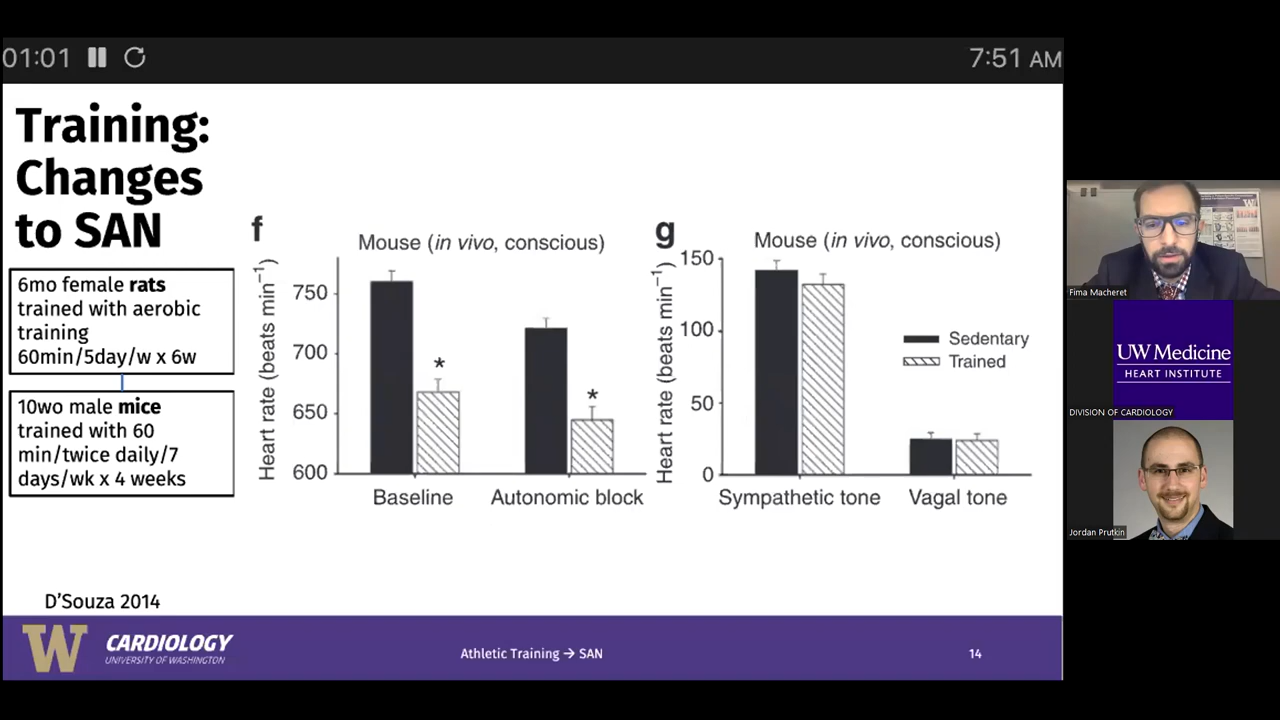 01:01
7:51 AM
Training:
Changes
to SAN
6mo female rats
trained with aerobic
training
60min/5day/w x 6w
10wo male mice
trained with 60
min/twice daily/7
days/wk x 4 weeks
f
Mouse (in vivo, conscious)
Heart rate (beats min⁻¹)
750
700
650
600
*
*
Baseline
Autonomic block
g
Mouse (in vivo, conscious)
Heart rate (beats min⁻¹)
150
100
50
0
Sedentary
Trained
Sympathetic tone
Vagal tone
D'Souza 2014
W
CARDIOLOGY
UNIVERSITY OF WASHINGTON
Athletic Training → SAN
14
W
Fima Macheret
UW Medicine
HEART INSTITUTE
DIVISION OF CARDIOLOGY
Jordan Prutkin